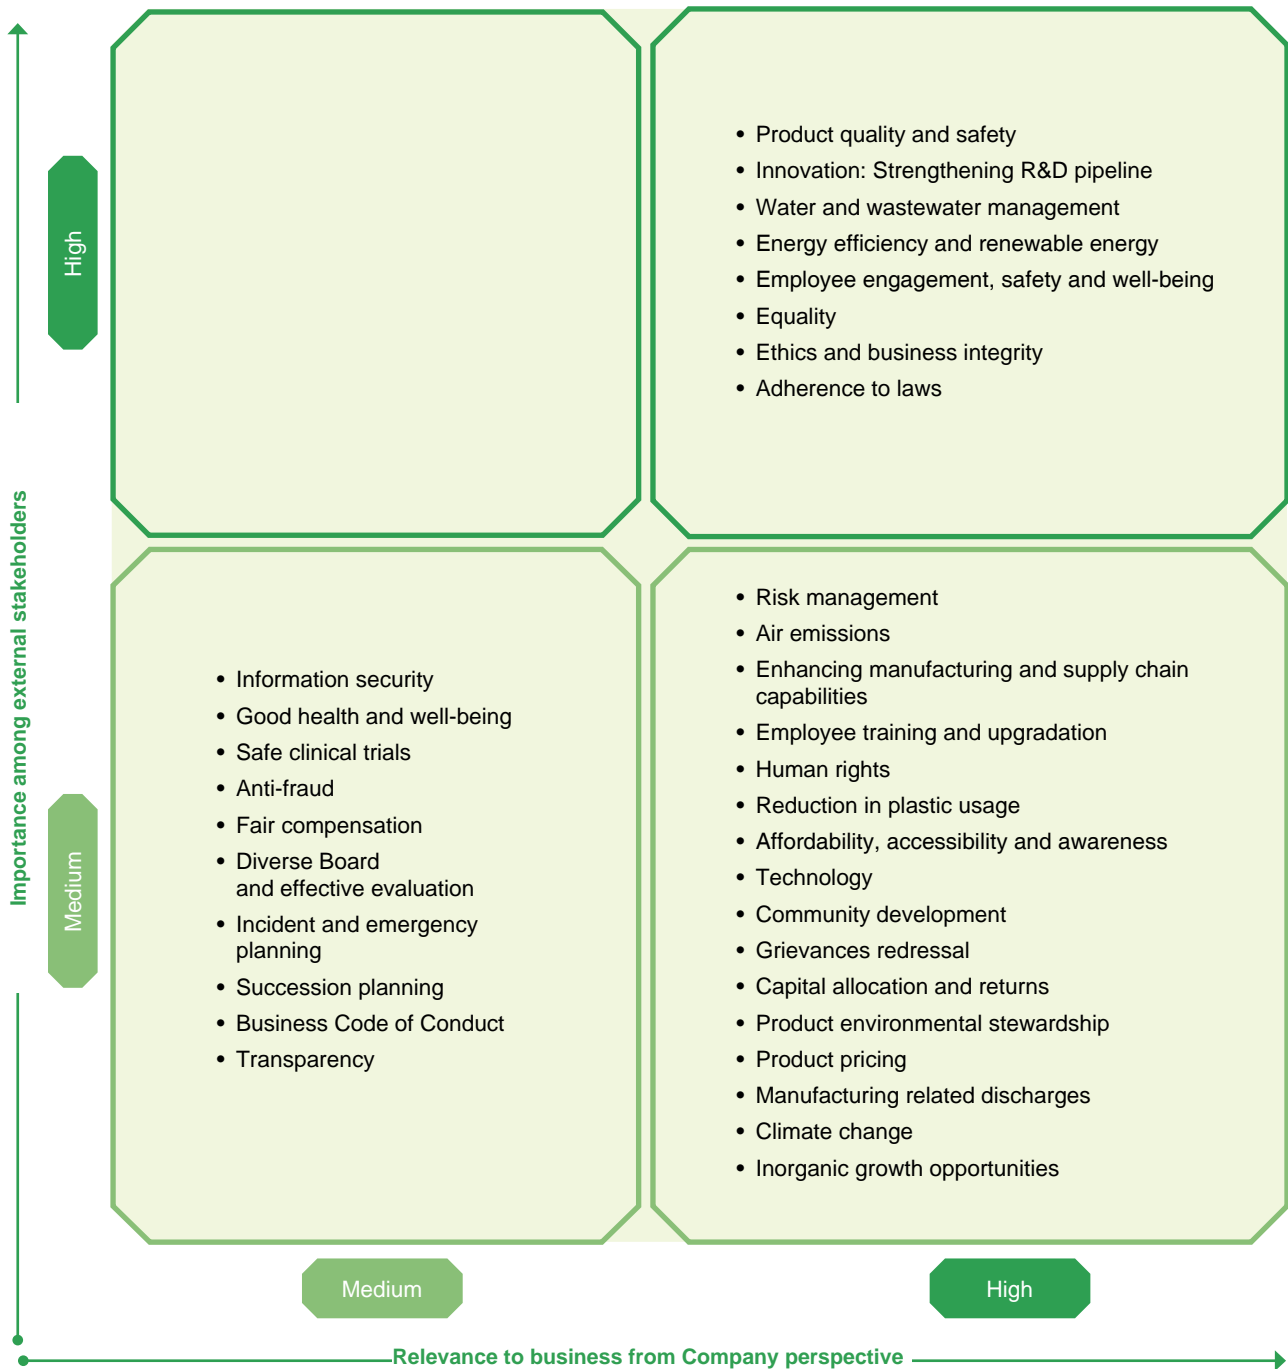 Importance among external stakeholders
High
• Product quality and safety
• Innovation: Strengthening R&D pipeline
• Water and wastewater management
• Energy efficiency and renewable energy
• Employee engagement, safety and well-being
• Equality
• Ethics and business integrity
• Adherence to laws
Medium
• Information security
• Good health and well-being
• Safe clinical trials
• Anti-fraud
• Fair compensation
• Diverse Board
and effective evaluation
• Incident and emergency
planning
• Succession planning
• Business Code of Conduct
• Transparency
• Risk management
• Air emissions
• Enhancing manufacturing and supply chain
capabilities
• Employee training and upgradation
• Human rights
• Reduction in plastic usage
• Affordability, accessibility and awareness
• Technology
• Community development
• Grievances redressal
• Capital allocation and returns
• Product environmental stewardship
• Product pricing
• Manufacturing related discharges
• Climate change
• Inorganic growth opportunities
Medium
High
Relevance to business from Company perspective